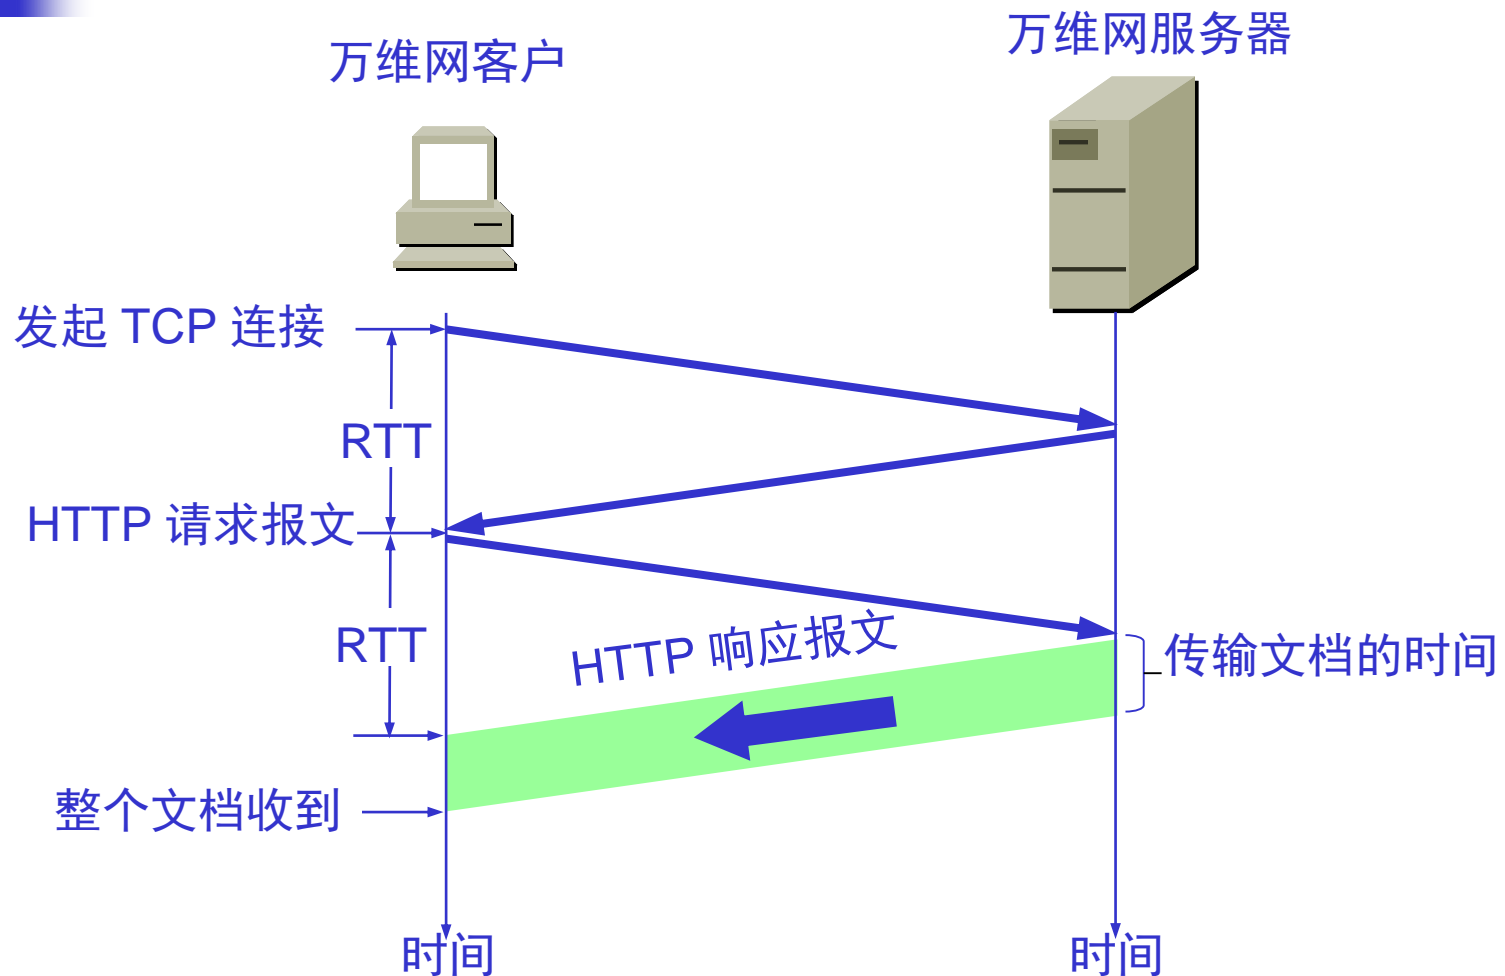 万维网客户
万维网服务器
发起 TCP 连接
RTT
HTTP 请求报文
RTT
HTTP 响应报文
传输文档的时间
整个文档收到
时间
时间